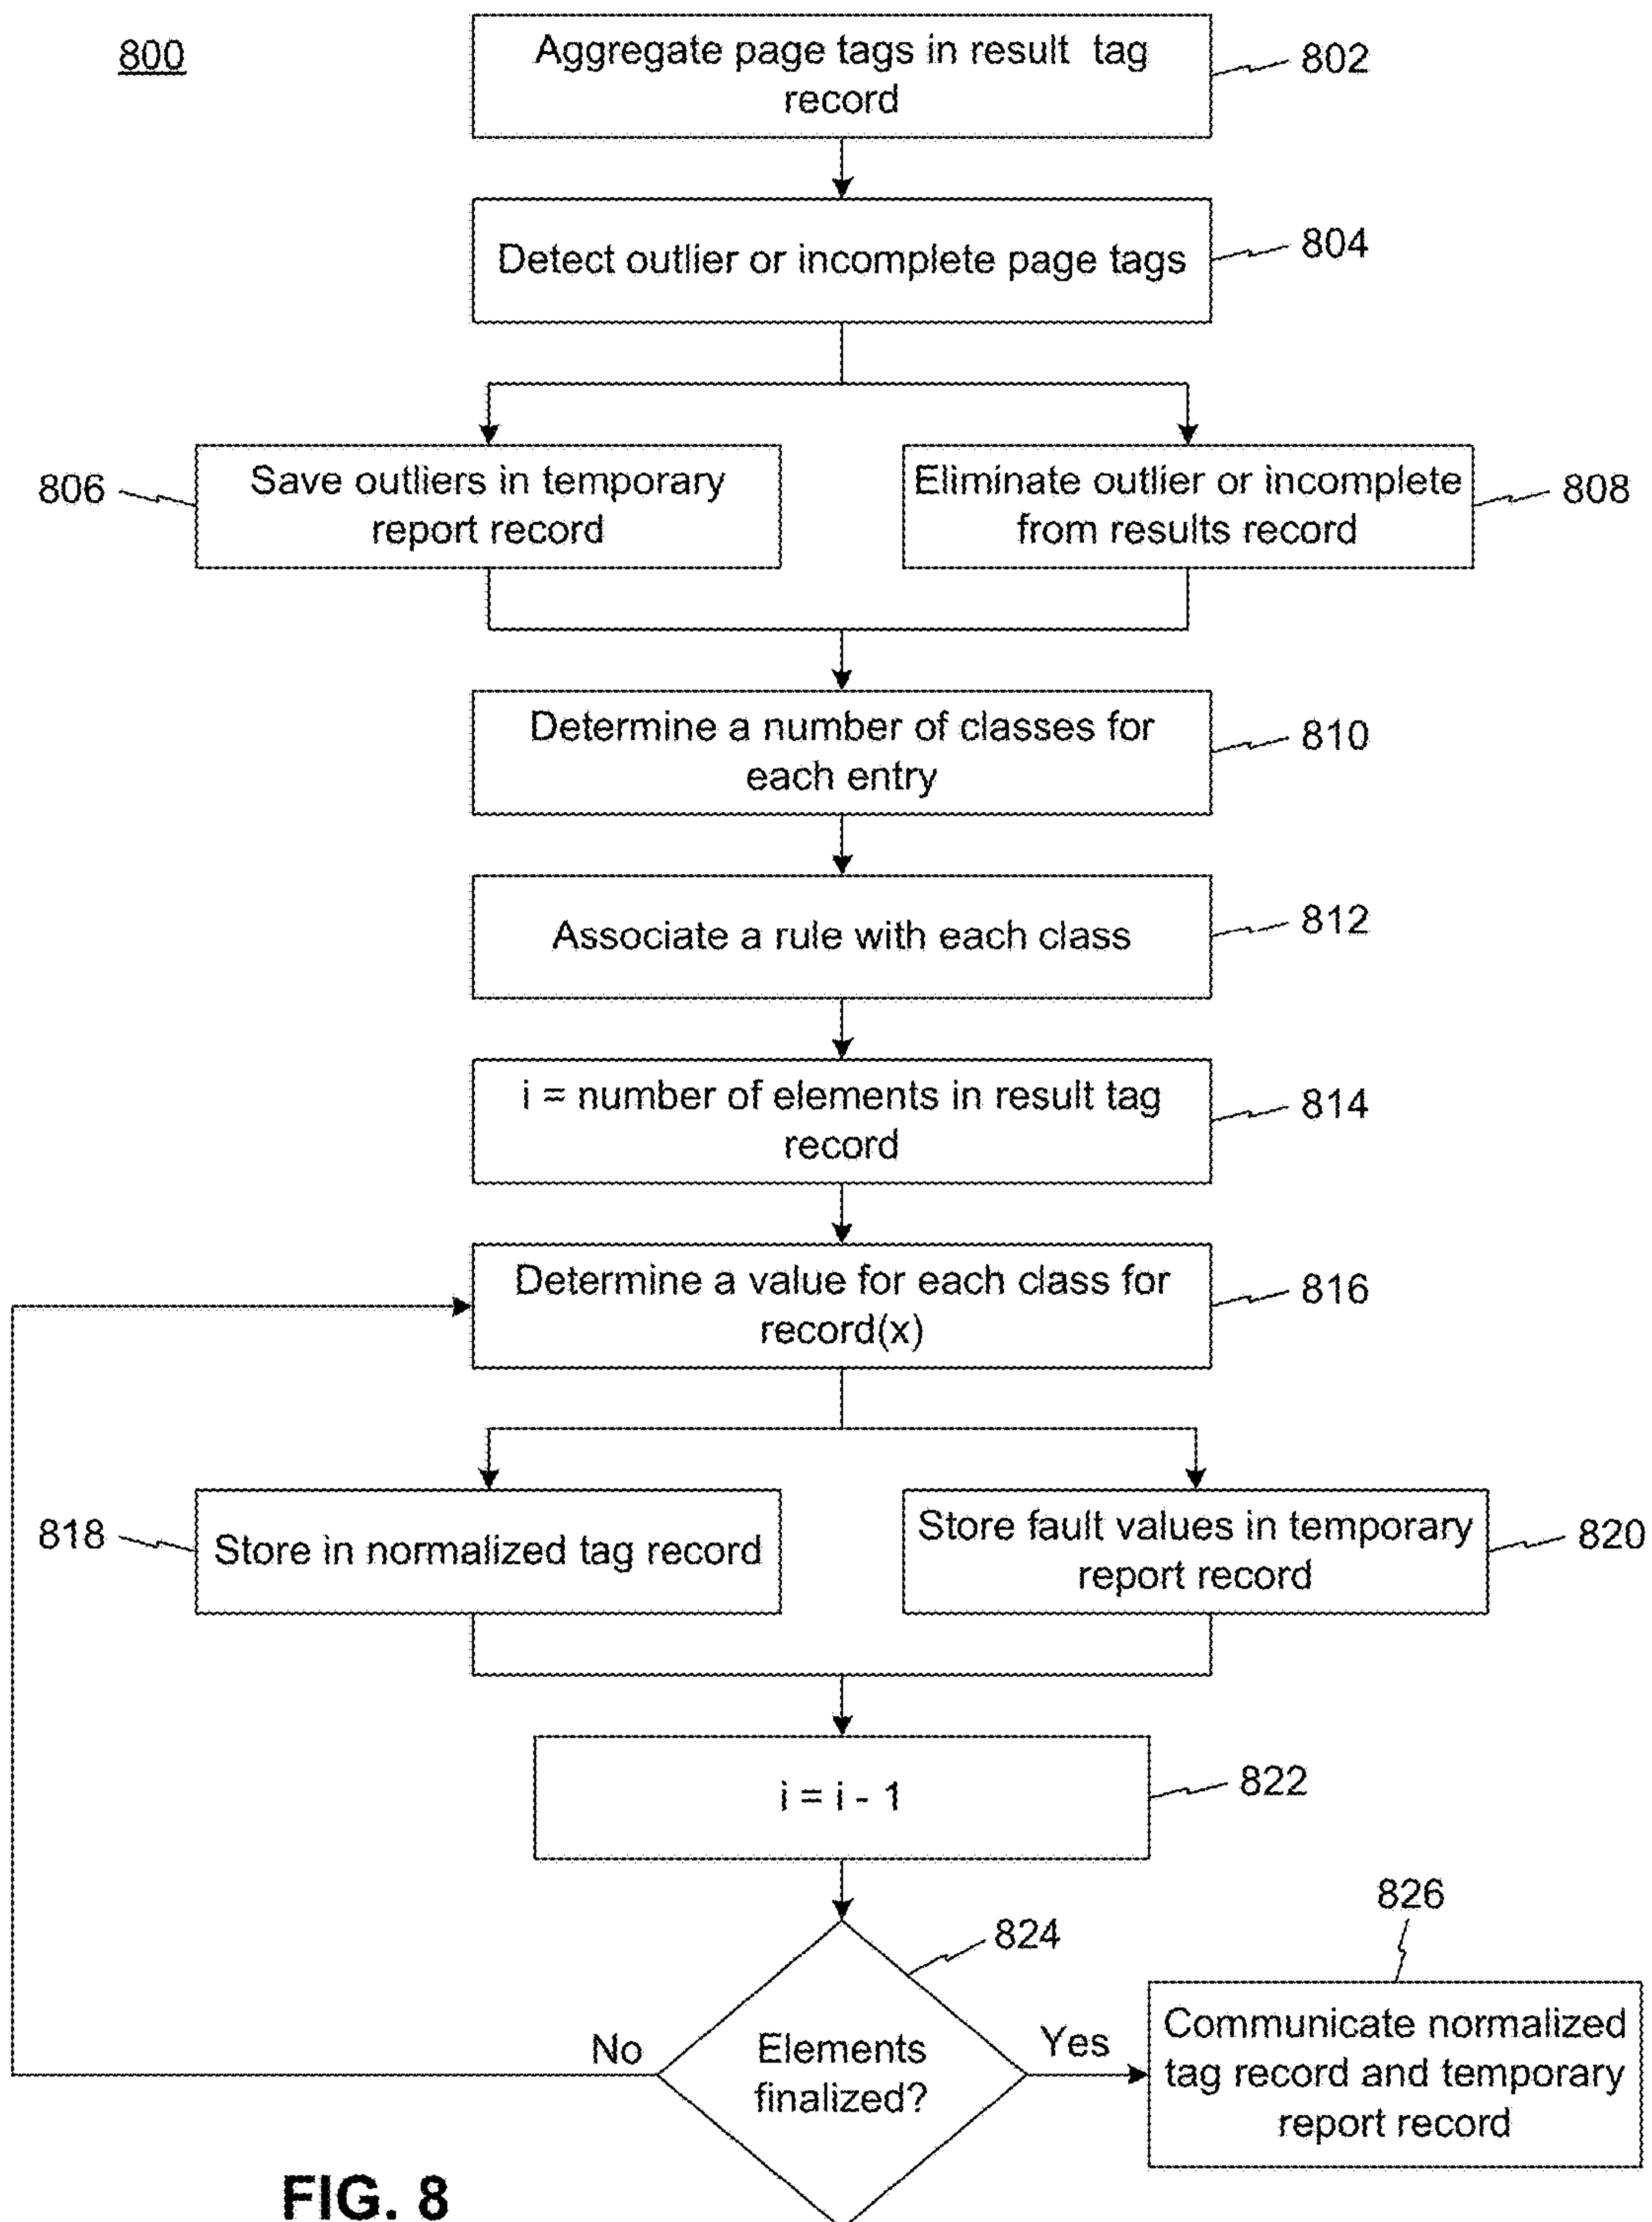 800
Aggregate page tags in result tag
record
802
Detect outlier or incomplete page tags
804
806
Save outliers in temporary
report record
Eliminate outlier or incomplete
from results record
808
Determine a number of classes for
each entry
810
Associate a rule with each class
812
i = number of elements in result tag
record
814
Determine a value for each class for
record(x)
816
818
Store in normalized tag record
Store fault values in temporary
report record
820
i = i - 1
822
824
826
No
Elements
finalized?
Yes
Communicate normalized
tag record and temporary
report record
FIG. 8